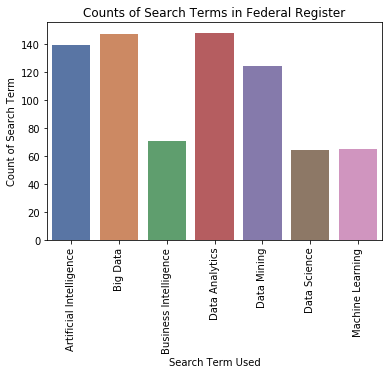 Counts of Search Terms in Federal Register
Count of Search Term
140
120
100
80
60
40
20
0
Artificial Intelligence
Big Data
Business Intelligence
Data Analytics
Data Mining
Data Science
Machine Learning
Search Term Used